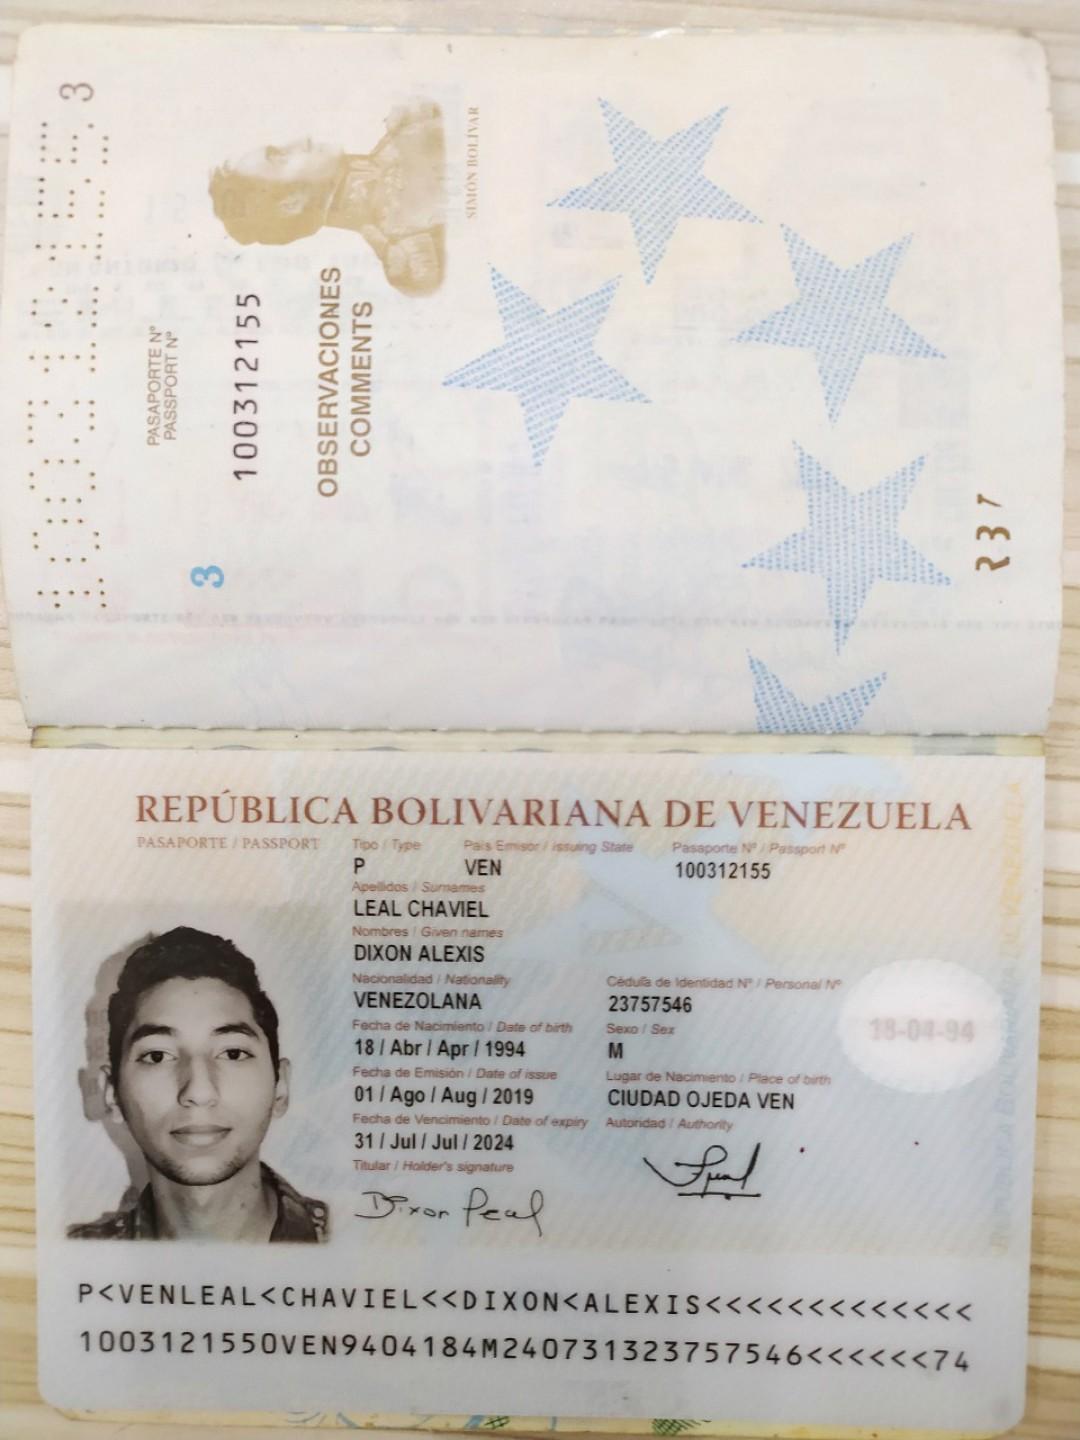 PASAPORTE Nº
PASSPORT Nº
100312155
OBSERVACIONES
COMMENTS
SIMÓN BOLIVAR
3
REPÚBLICA BOLIVARIANA DE VENEZUELA
PASAPORTE / PASSPORT
Tipo / Type País Emisor / Issuing State Pasaporte Nº / Passport Nº
P VEN 100312155
Apellidos / Surnames
LEAL CHAVIEL
Nombres / Given names
DIXON ALEXIS
Nacionalidad / Nationality Cédula de Identidad Nº / Personal Nº
VENEZOLANA 23757546
Fecha de Nacimiento / Date of birth Sexo / Sex
18 / Abr / Apr / 1994 M
Fecha de Emisión / Date of issue Lugar de Nacimiento / Place of birth
01 / Ago / Aug / 2019 CIUDAD OJEDA VEN
Fecha de Vencimiento / Date of expiry Autoridad / Authority
31 / Jul / Jul / 2024
Titular / Holder's signature
Dixon Leal
18-04-94
P<VENLEAL<CHAVIEL<<DIXON<ALEXIS<<<<<<<<<<<<<
1003121550VEN9404184M240731323757546<<<<<<74